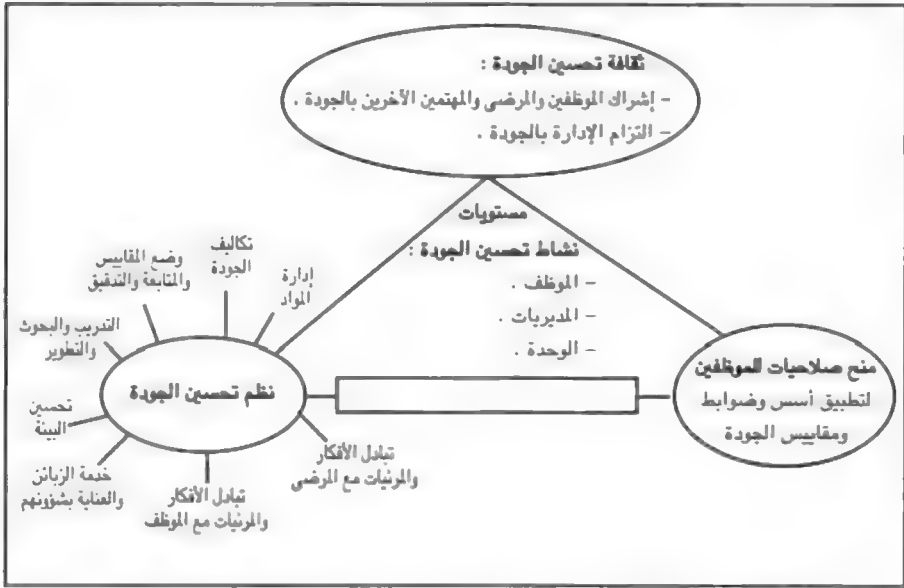 ثقافة تحسين الجودة :
– إشراك الموظفين والمرضى والمهتمين الآخرين بالجودة .
– التزام الإدارة بالجودة .
مستويات
نشاط تحسين الجودة :
– الموظف .
– المديريات .
– الوحدة .
منح صلاحيات للموظفين
لتطبيق أسس وضوابط
ومقاييس الجودة
نظم تحسين الجودة
إدارة
المواد
تكاليف
الجودة
وضع المقاييس
والمتابعة والتدقيق
التدريب والبحوث
والتطوير
تحسين
البيئة
خدمة الزبائن
والعناية بشؤونهم
تبادل الأفكار
والمرئيات مع الموظف
تبادل الأفكار
والمرئيات مع المرضى